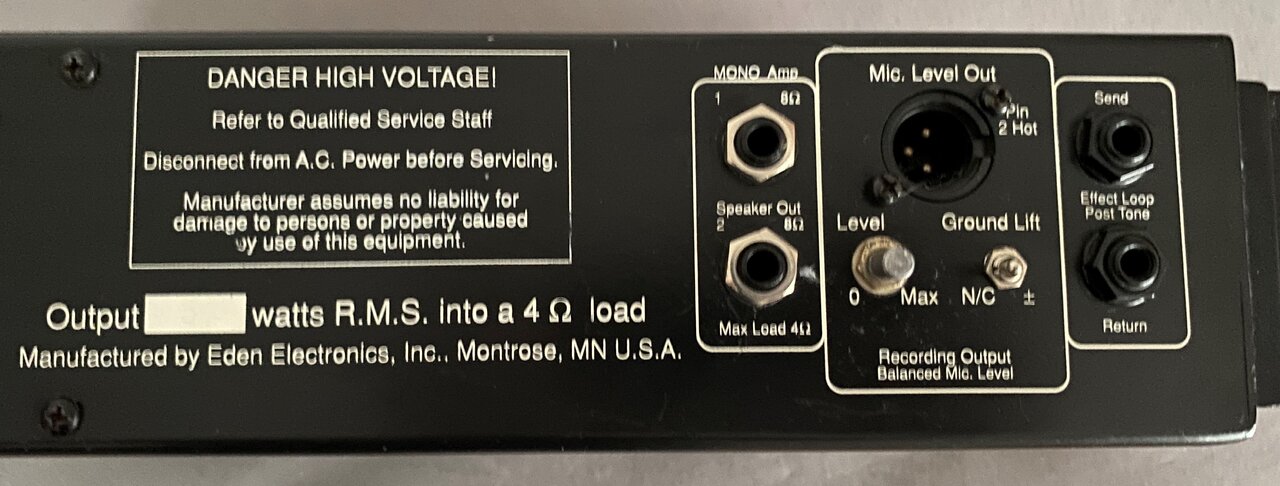 DANGER HIGH VOLTAGE!
Refer to Qualified Service Staff
Disconnect from A.C. Power before Servicing.
Manufacturer assumes no liability for
damage to persons or property caused
by use of this equipment.
Output watts R.M.S. into a 4 Ω load
Manufactured by Eden Electronics, Inc., Montrose, MN U.S.A.
MONO Amp
1 8Ω
Speaker Out
2 8Ω
Max Load 4Ω
Mic. Level Out
Pin
2 Hot
Level Ground Lift
0 Max N/C ±
Recording Output
Balanced Mic. Level
Send
Effect Loop
Post Tone
Return